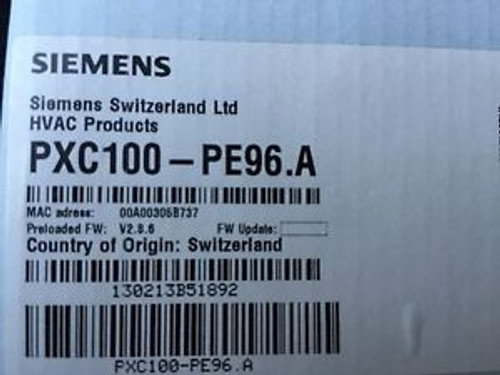 SIEMENS
Siemens Switzerland Ltd
HVAC Products
PXC100-PE96.A
MAC adress: 00A00305B737
Preloaded FW: V2.8.6 FW Update:
Country of Origin: Switzerland
130213B51892
PXC100-PE96.A